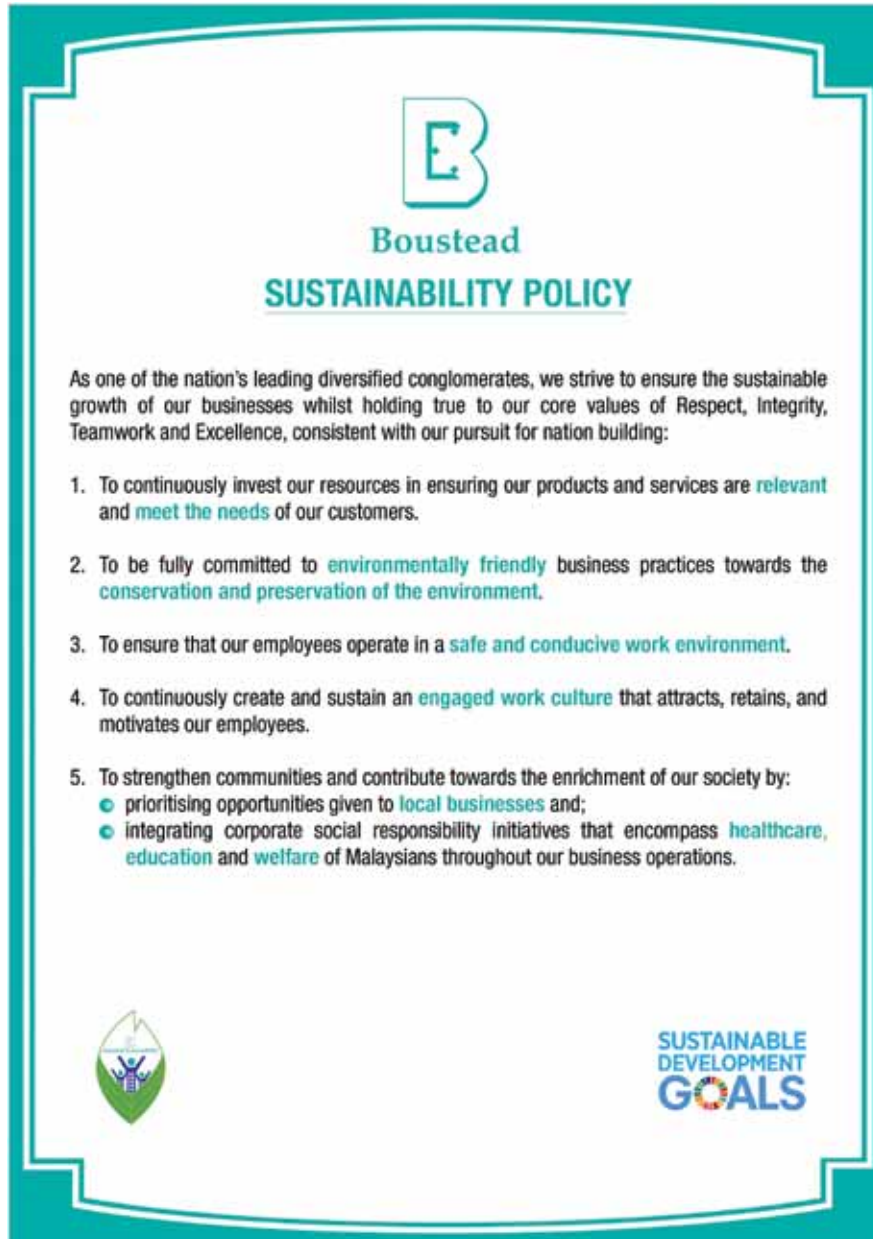 Boustead
SUSTAINABILITY POLICY
As one of the nation's leading diversified conglomerates, we strive to ensure the sustainable
growth of our businesses whilst holding true to our core values of Respect, Integrity,
Teamwork and Excellence, consistent with our pursuit for nation building:
1. To continuously invest our resources in ensuring our products and services are relevant
and meet the needs of our customers.
2. To be fully committed to environmentally friendly business practices towards the
conservation and preservation of the environment.
3. To ensure that our employees operate in a safe and conducive work environment.
4. To continuously create and sustain an engaged work culture that attracts, retains, and
motivates our employees.
5. To strengthen communities and contribute towards the enrichment of our society by:
prioritising opportunities given to local businesses and;
integrating corporate social responsibility initiatives that encompass healthcare,
education and welfare of Malaysians throughout our business operations.
SUSTAINABLE
DEVELOPMENT
GOALS